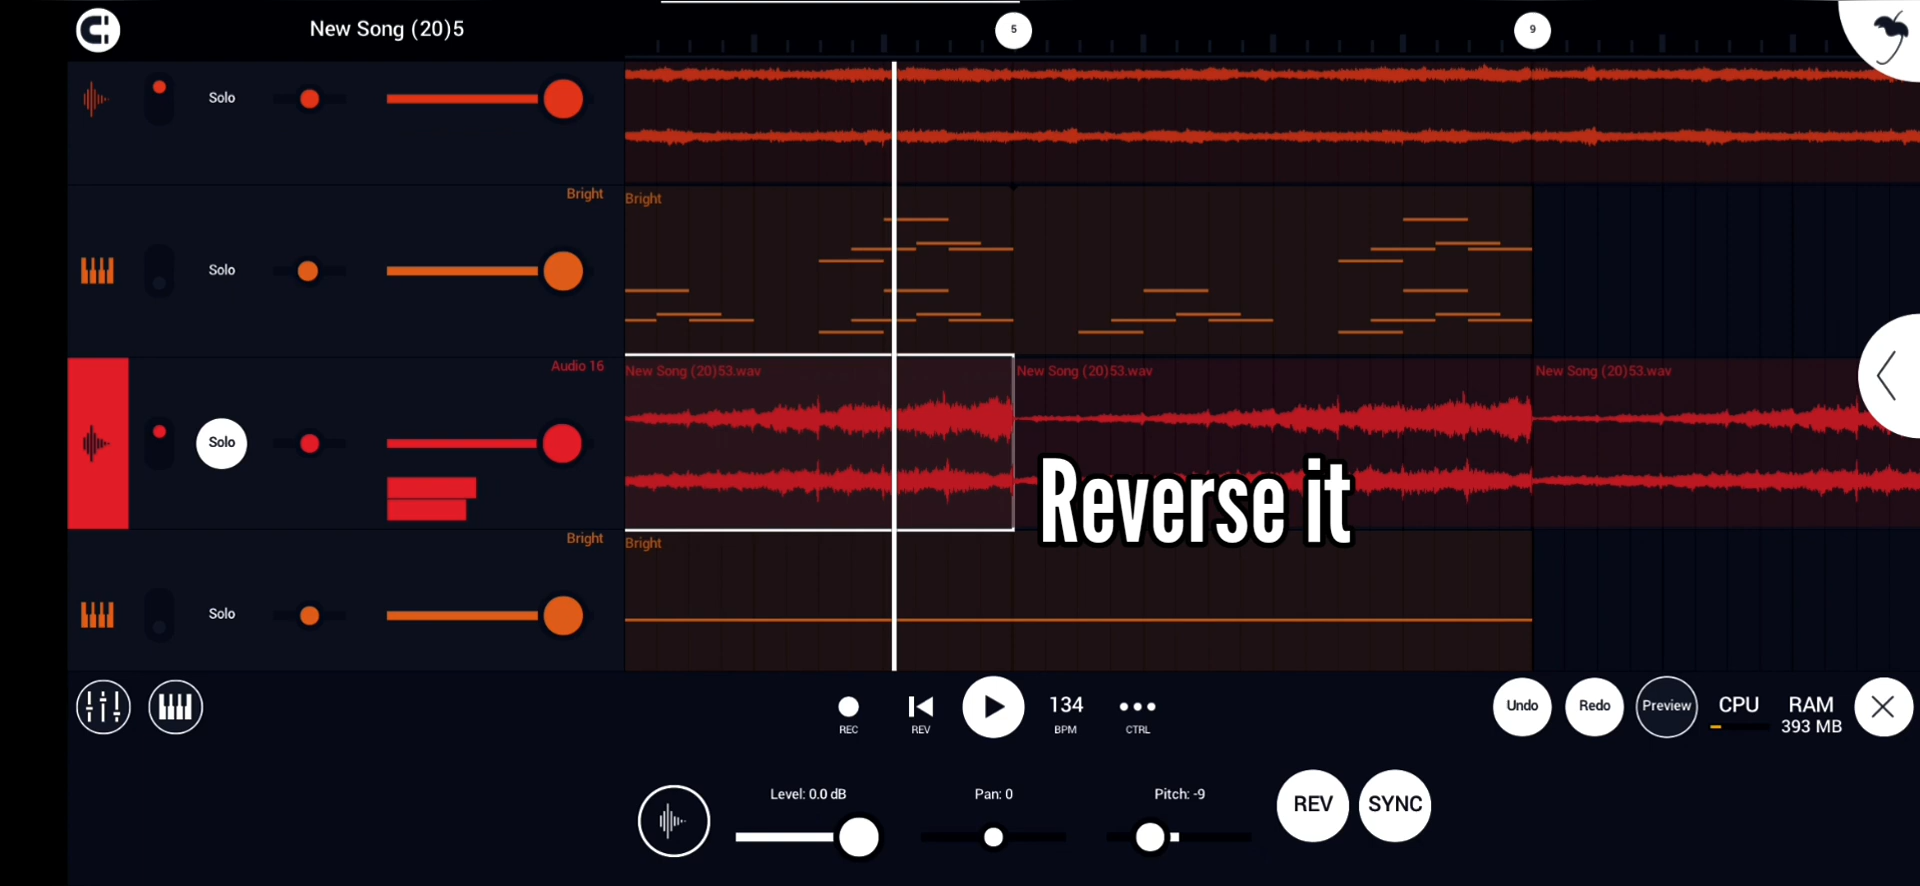 New Song (20)5
5
9
Solo
Bright
Bright
Solo
Audio 16
New Song (20)53.wav
New Song (20)53.wav
New Song (20)53.wav
Solo
Reverse it
Bright
Bright
Solo
REC
REV
134
BPM
CTRL
Undo
Redo
Preview
CPU
RAM
393 MB
Level: 0.0 dB
Pan: 0
Pitch: -9
REV
SYNC